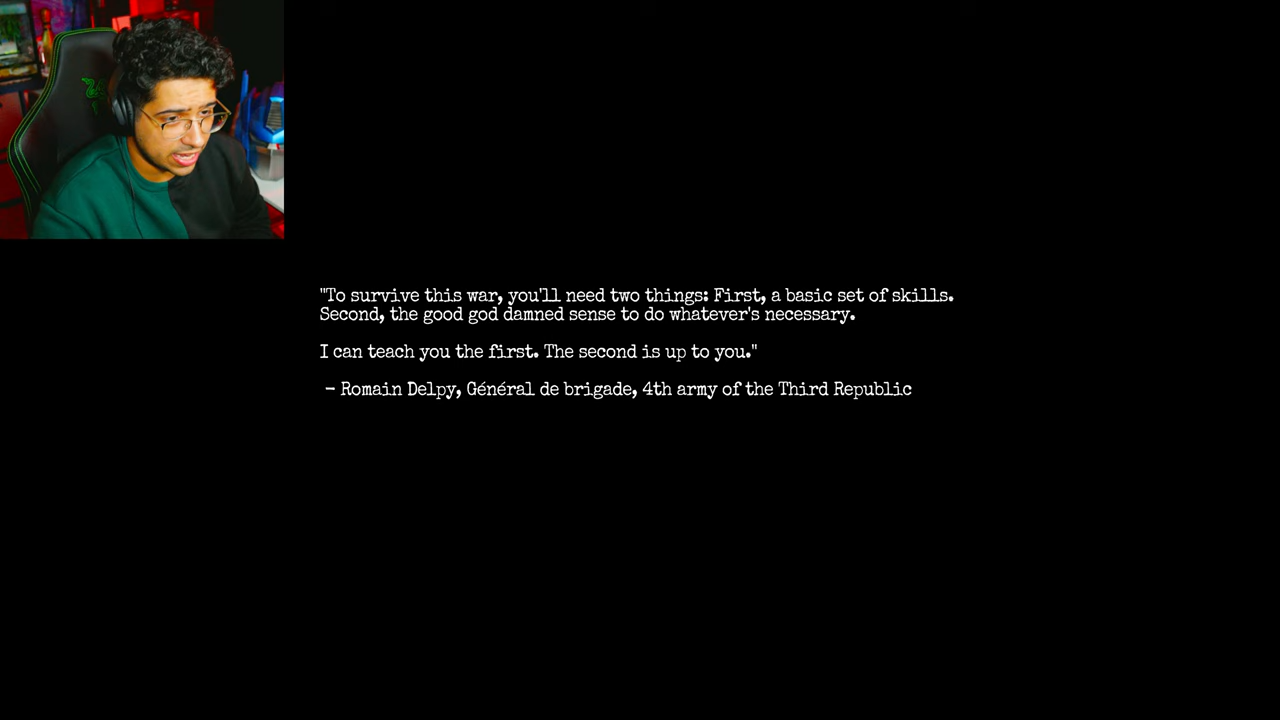 "To survive this war, you'll need two things: First, a basic set of skills.
Second, the good god damned sense to do whatever's necessary.
I can teach you the first. The second is up to you."
- Romain Delpy, Général de brigade, 4th army of the Third Republic